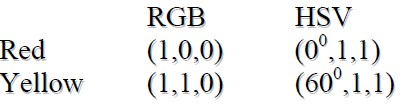 RGB HSV
Red (1,0,0) (0⁰,1,1)
Yellow (1,1,0) (60⁰,1,1)